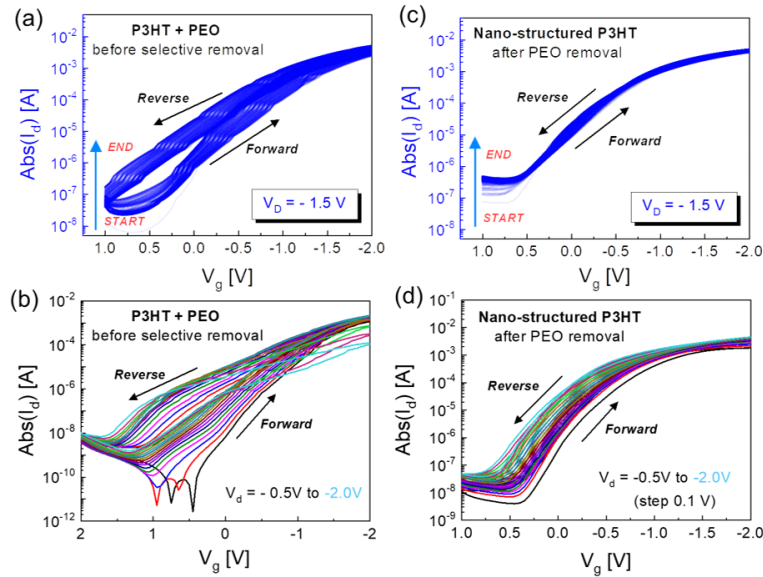 (a)
P3HT + PEO
before selective removal
10⁻²
10⁻³
10⁻⁴
10⁻⁵
10⁻⁶
10⁻⁷
10⁻⁸
Abs(I_d) [A]
Reverse
Forward
END
START
V_D = - 1.5 V
1.0 0.5 0.0 -0.5 -1.0 -1.5 -2.0
V_g [V]
(c)
Nano-structured P3HT
after PEO removal
10⁻²
10⁻³
10⁻⁴
10⁻⁵
10⁻⁶
10⁻⁷
10⁻⁸
Abs(I_d) [A]
Reverse
Forward
END
START
V_D = - 1.5 V
1.0 0.5 0.0 -0.5 -1.0 -1.5 -2.0
V_g [V]
(b)
P3HT + PEO
before selective removal
10⁻²
10⁻⁴
10⁻⁶
10⁻⁸
10⁻¹⁰
10⁻¹²
Abs(I_d) [A]
Reverse
Forward
V_d = - 0.5V to -2.0V
2 1 0 -1 -2
V_g [V]
(d)
Nano-structured P3HT
after PEO removal
10⁻¹
10⁻²
10⁻³
10⁻⁴
10⁻⁵
10⁻⁶
10⁻⁷
10⁻⁸
10⁻⁹
Abs(I_d) [A]
Reverse
Forward
V_d = -0.5V to -2.0V
(step 0.1 V)
1.0 0.5 0.0 -0.5 -1.0 -1.5 -2.0
V_g [V]